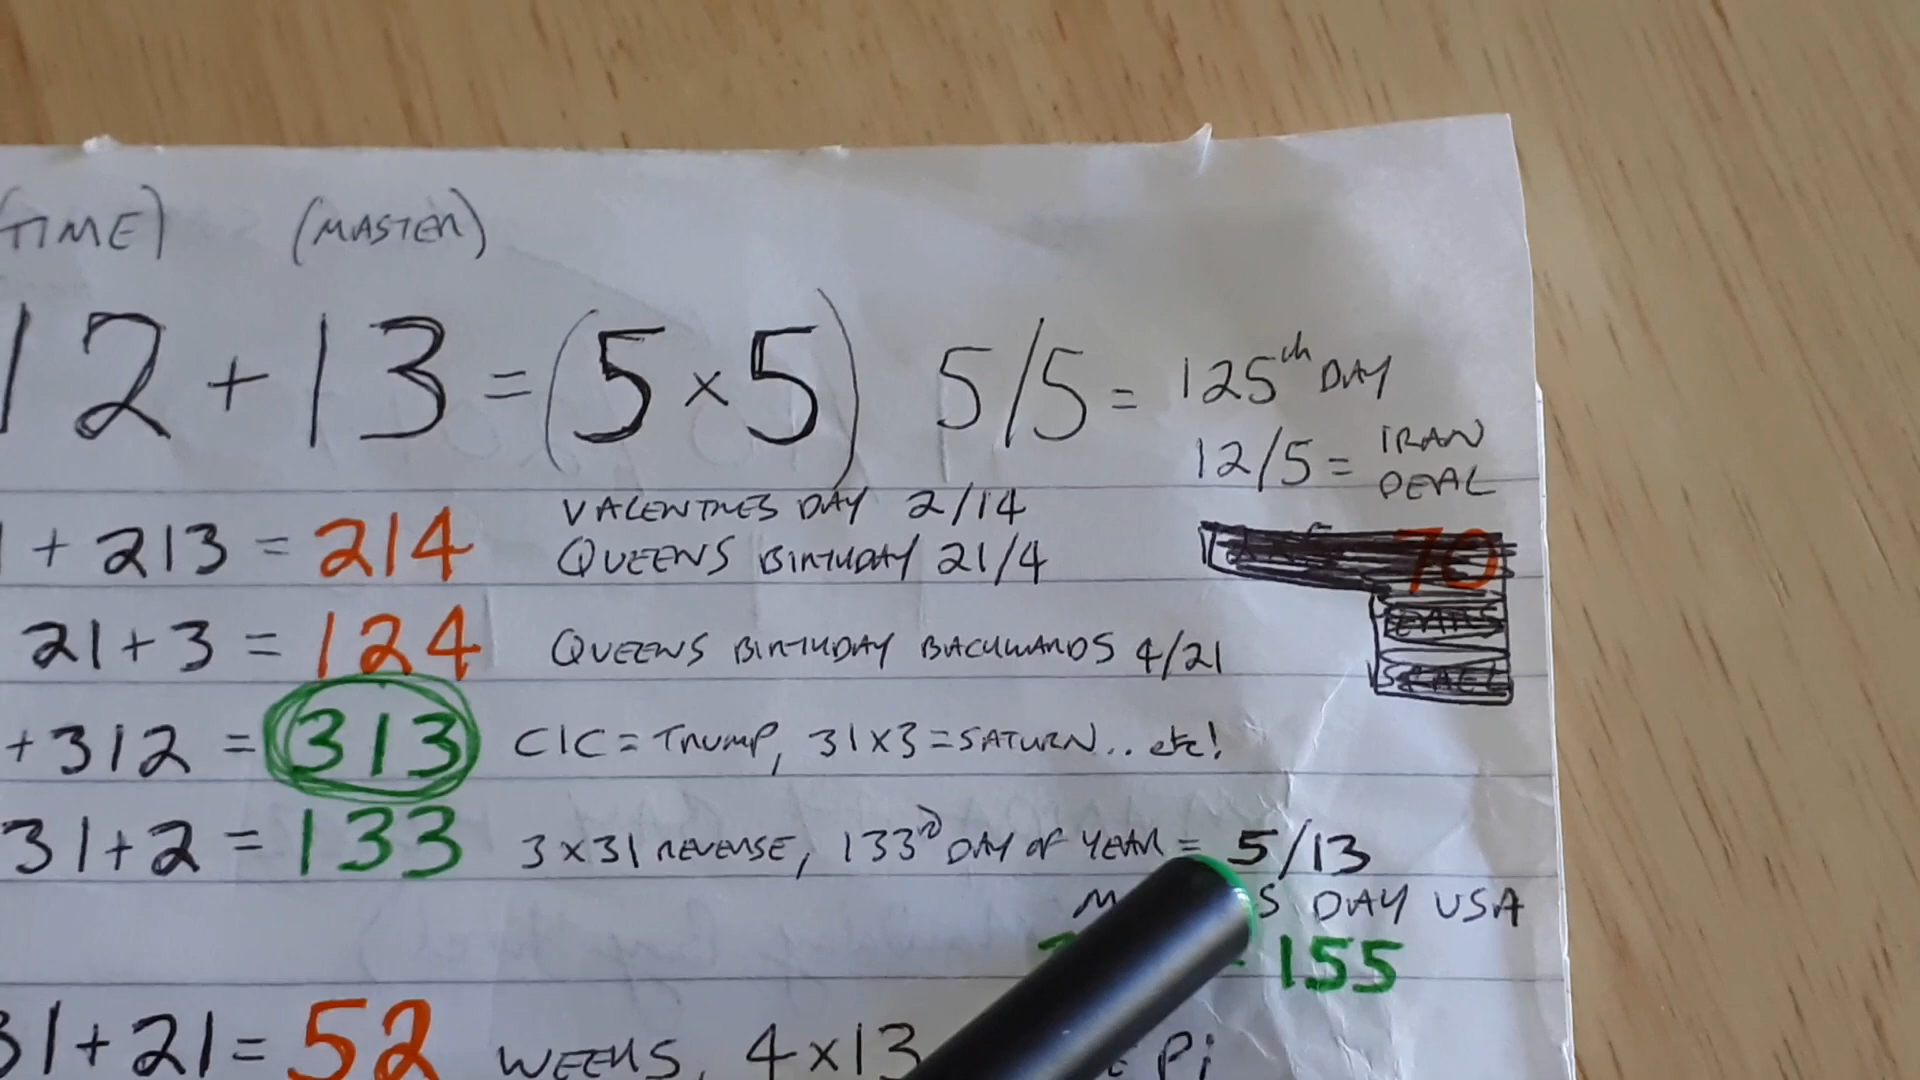 (TIME) (MASTER)
12 + 13 = (5 × 5) 5/5 = 125th DAY
12/5 = IRAN DEAL
+ 213 = 214 VALENTINES DAY 2/14
QUEENS BIRTHDAY 21/4
70
21 + 3 = 124 QUEENS BIRTHDAY BACKWARDS 4/21
+ 312 = 313 CIC = TRUMP, 31 x 3 = SATURN.. etc!
31 + 2 = 133 3 x 31 REVERSE, 133rd DAY OF YEAR = 5/13
DAY USA
155
31 + 21 = 52 WEEKS, 4 x 13 Pi